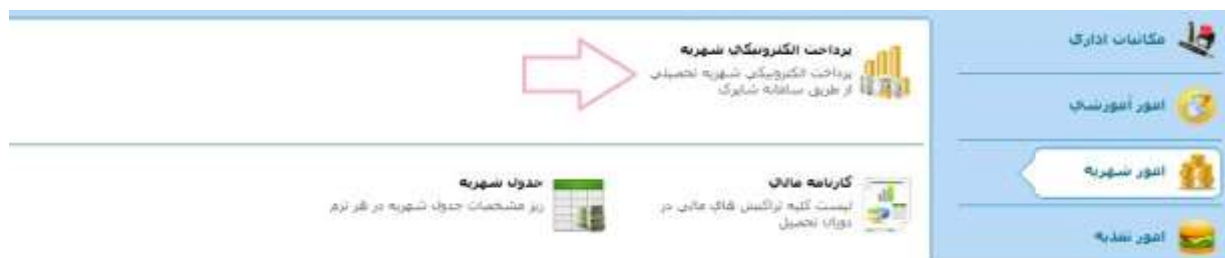 مکاتبات اداری
امور آموزشی
امور شهریه
امور تغذیه
پرداخت الکترونیکی شهریه
پرداخت الکترونیکی شهریه تحصیلی
از طریق سامانه شاپرک
کارنامه مالی
لیست کلیه تراکنش های مالی در
دوران تحصیل
جدول شهریه
ریز مشخصات جدول شهریه در هر ترم